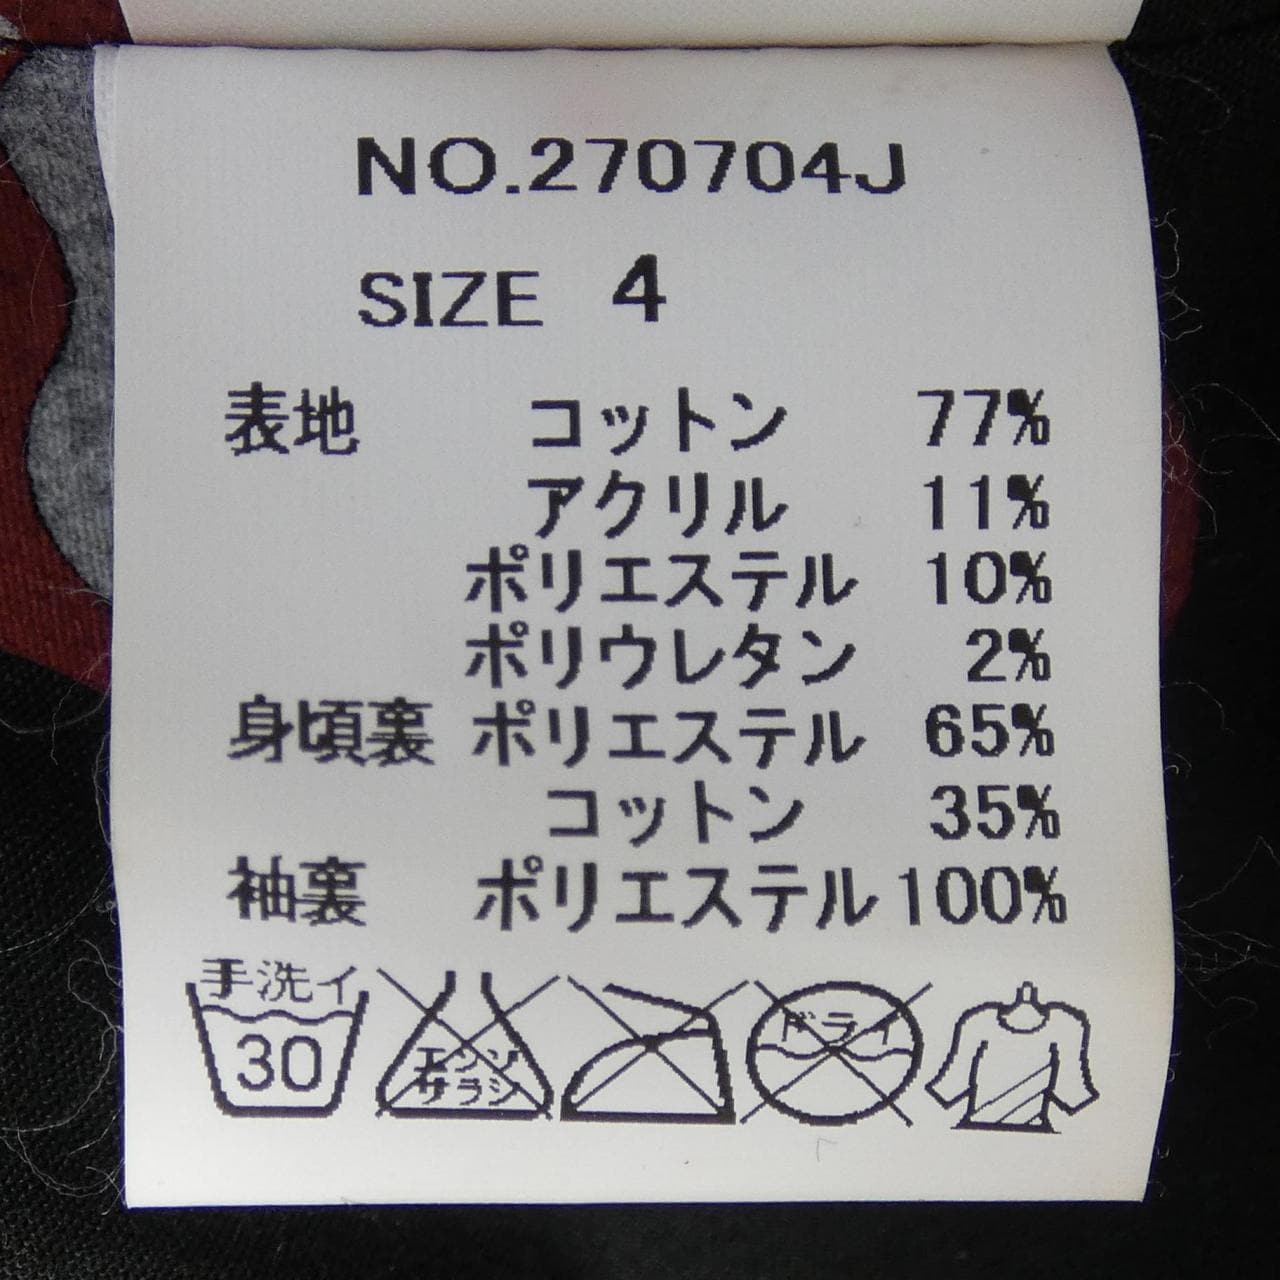 NO.270704J
SIZE 4
表地 コットン 77%
アクリル 11%
ポリエステル 10%
ポリウレタン 2%
身頃裏 ポリエステル 65%
コットン 35%
袖裏 ポリエステル 100%
手洗イ
30
エンソ
サラシ
ドライ